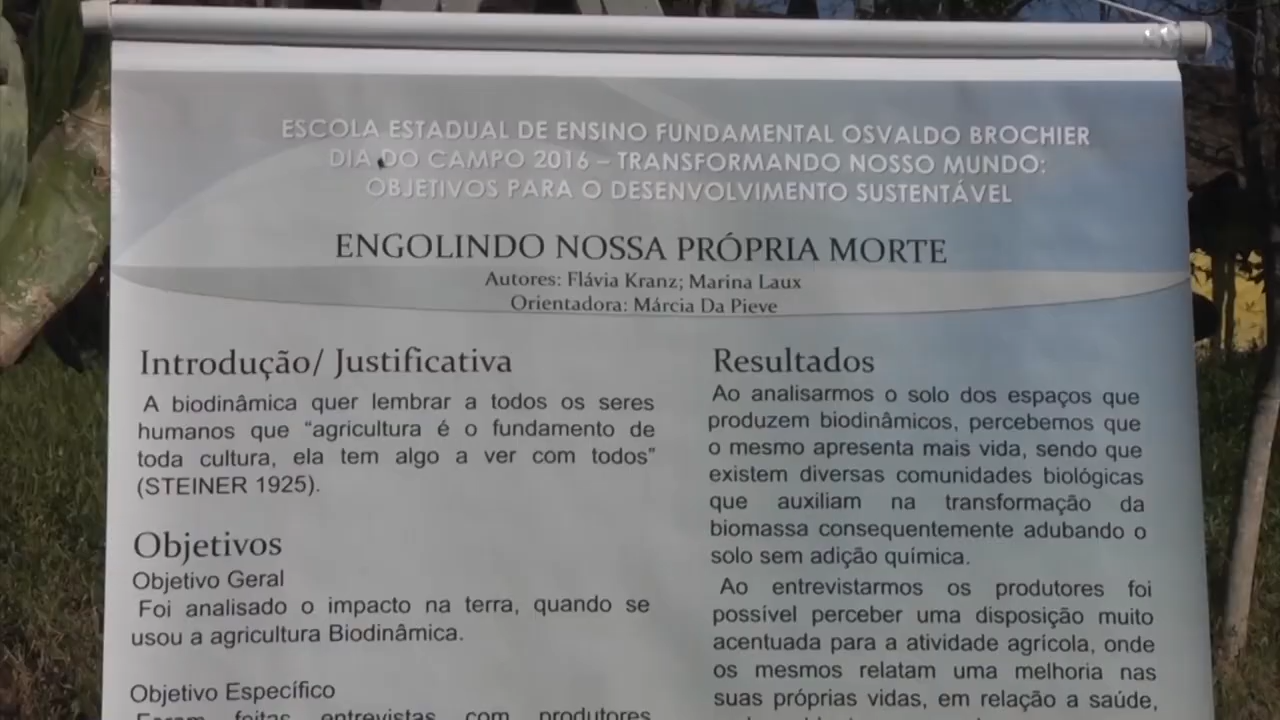 ESCOLA ESTADUAL DE ENSINO FUNDAMENTAL OSVALDO BROCHIER
DIA DO CAMPO 2016 – TRANSFORMANDO NOSSO MUNDO:
OBJETIVOS PARA O DESENVOLVIMENTO SUSTENTÁVEL
ENGOLINDO NOSSA PRÓPRIA MORTE
Autores: Flávia Kranz; Marina Laux
Orientadora: Márcia Da Pieve
Introdução/ Justificativa
A biodinâmica quer lembrar a todos os seres
humanos que “agricultura é o fundamento de
toda cultura, ela tem algo a ver com todos”
(STEINER 1925).
Objetivos
Objetivo Geral
Foi analisado o impacto na terra, quando se
usou a agricultura Biodinâmica.
Objetivo Específico
Foram feitas entrevistas com produtores
Resultados
Ao analisarmos o solo dos espaços que
produzem biodinâmicos, percebemos que
o mesmo apresenta mais vida, sendo que
existem diversas comunidades biológicas
que auxiliam na transformação da
biomassa consequentemente adubando o
solo sem adição química.
Ao entrevistarmos os produtores foi
possível perceber uma disposição muito
acentuada para a atividade agrícola, onde
os mesmos relatam uma melhoria nas
suas próprias vidas, em relação a saúde,